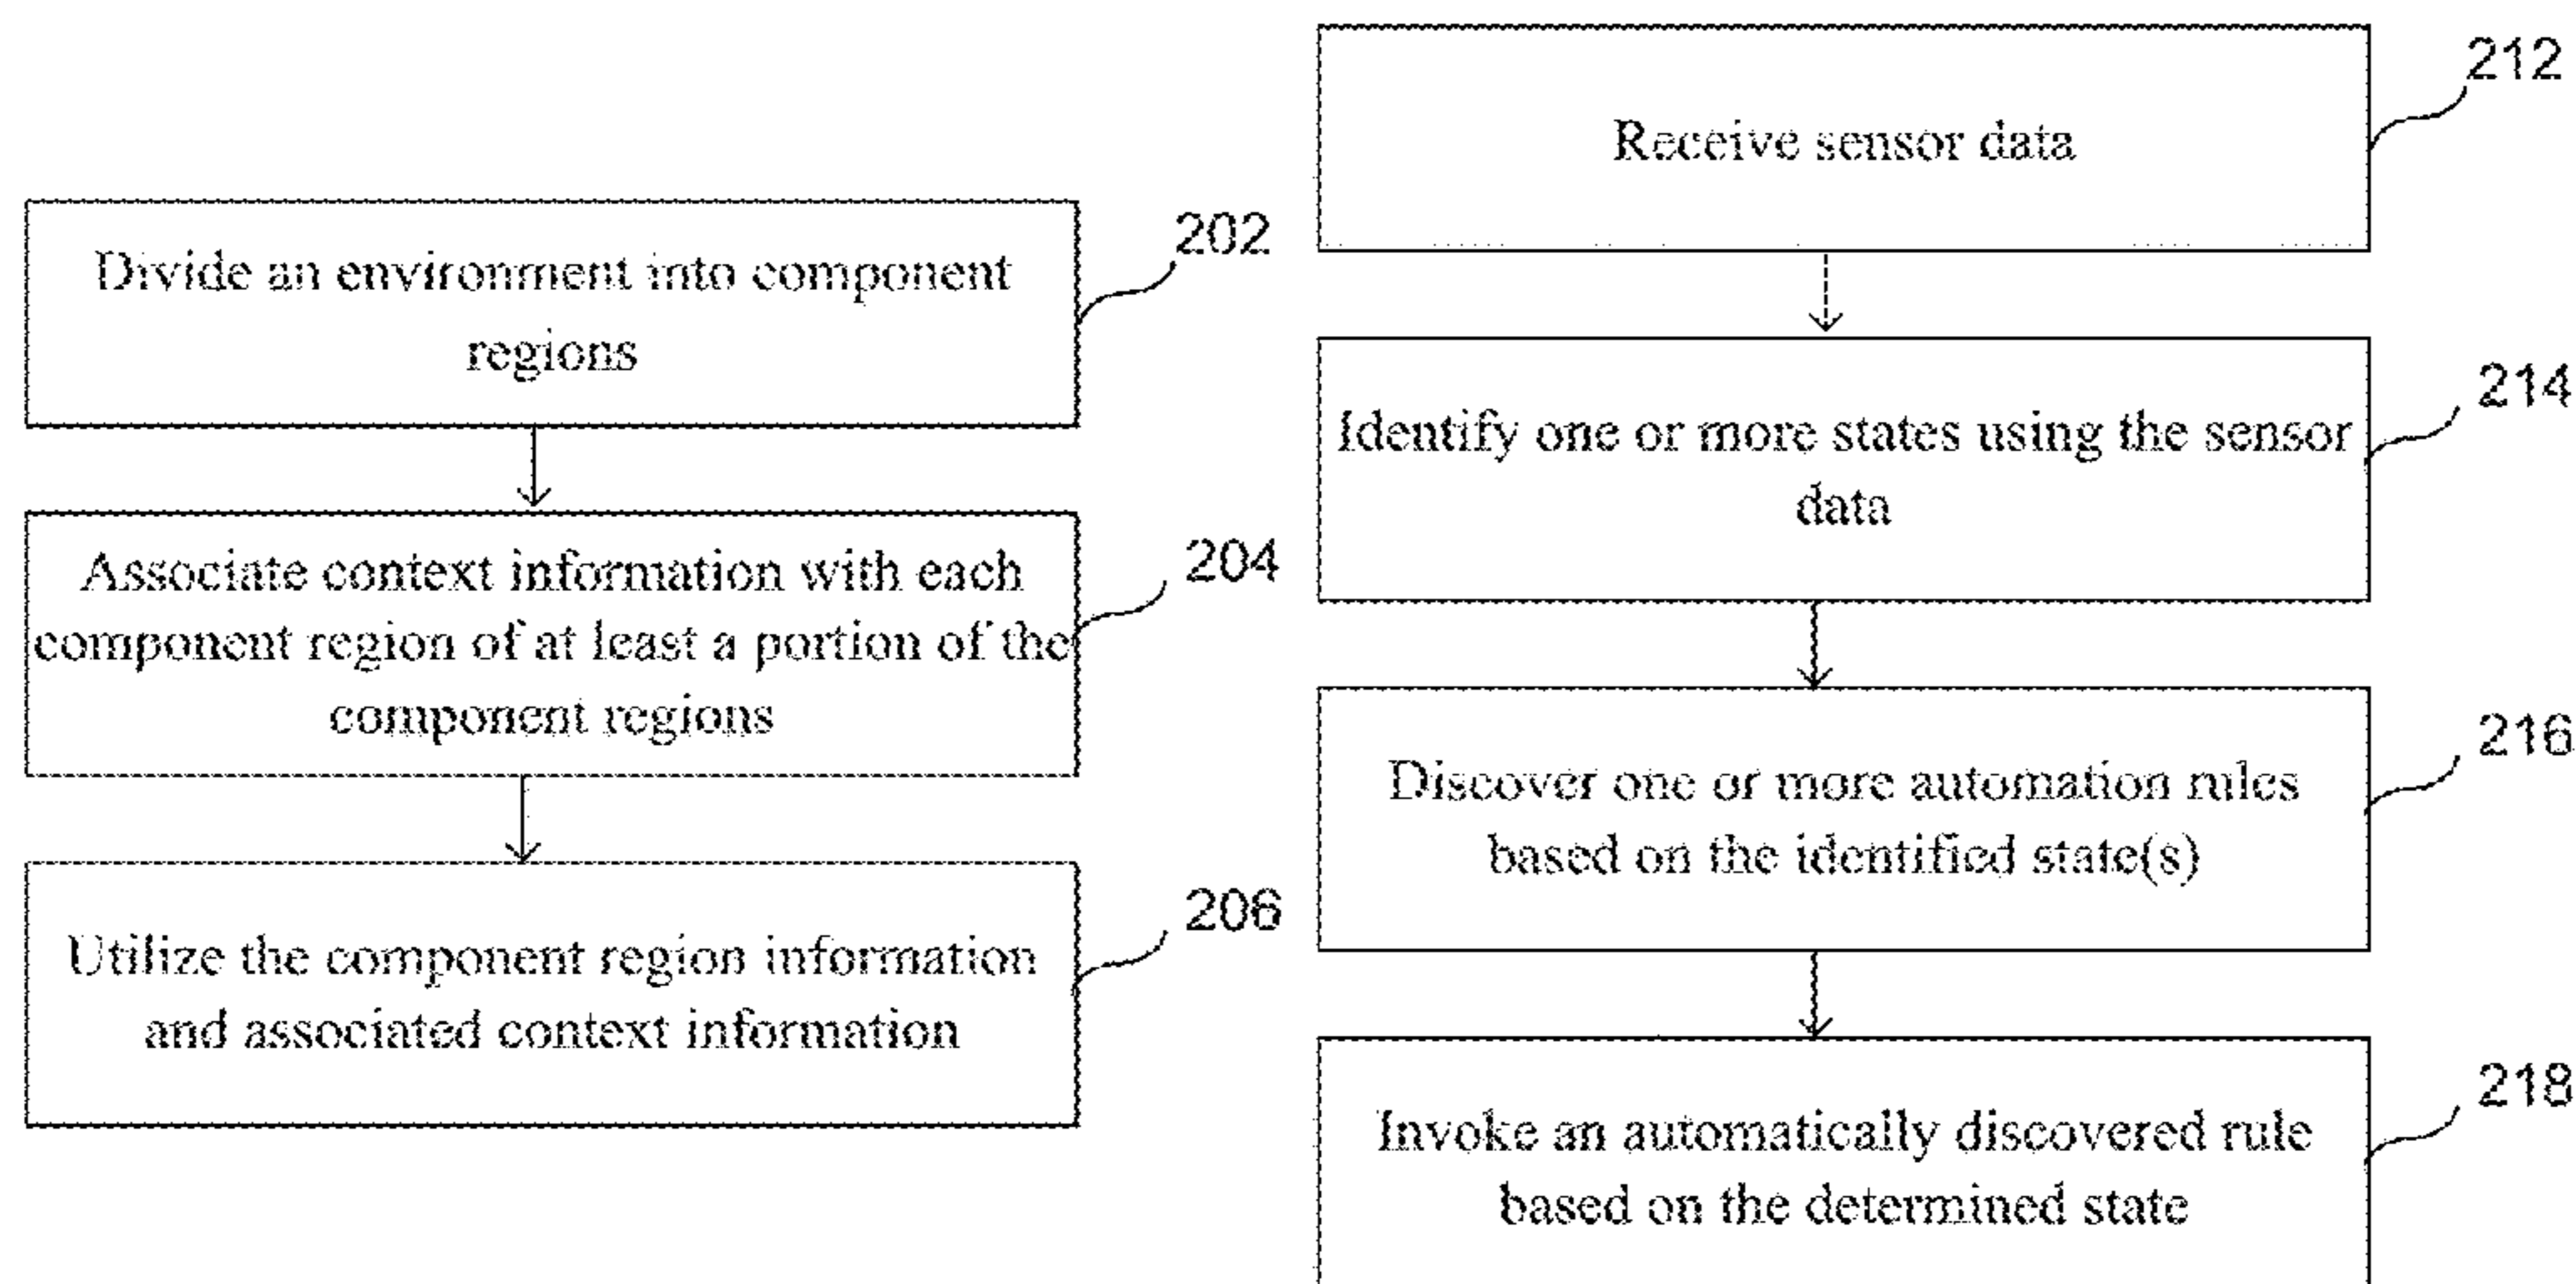 Divide an environment into component
regions
202
Associate context information with each
component region of at least a portion of the
component regions
204
Utilize the component region information
and associated context information
206
Receive sensor data
212
Identify one or more states using the sensor
data
214
Discover one or more automation rules
based on the identified state(s)
216
Invoke an automatically discovered rule
based on the determined state
218